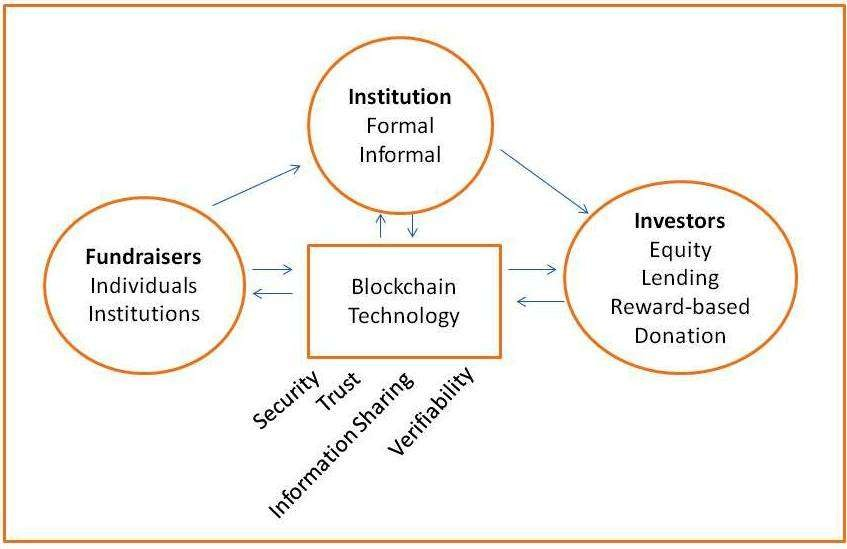 Institution
Formal
Informal
Fundraisers
Individuals
Institutions
Blockchain
Technology
Investors
Equity
Lending
Reward-based
Donation
Security
Trust
Information Sharing
Verifiability